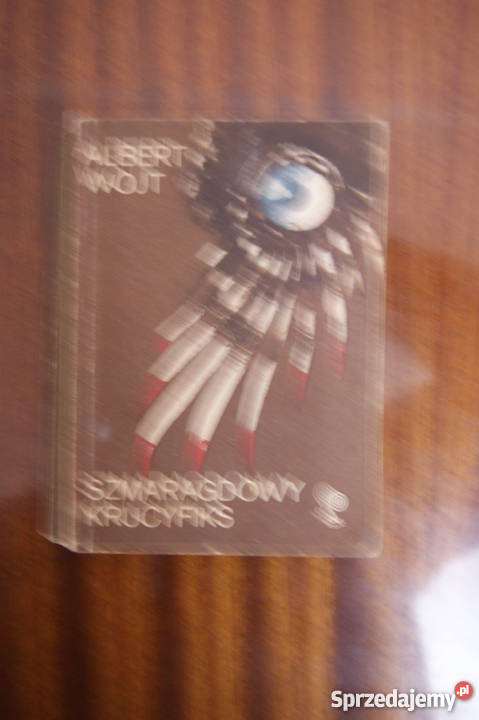 ALBERT
WOJT
SZMARAGDOWY
KRUCYFIKS
Sprzedajemy.pl